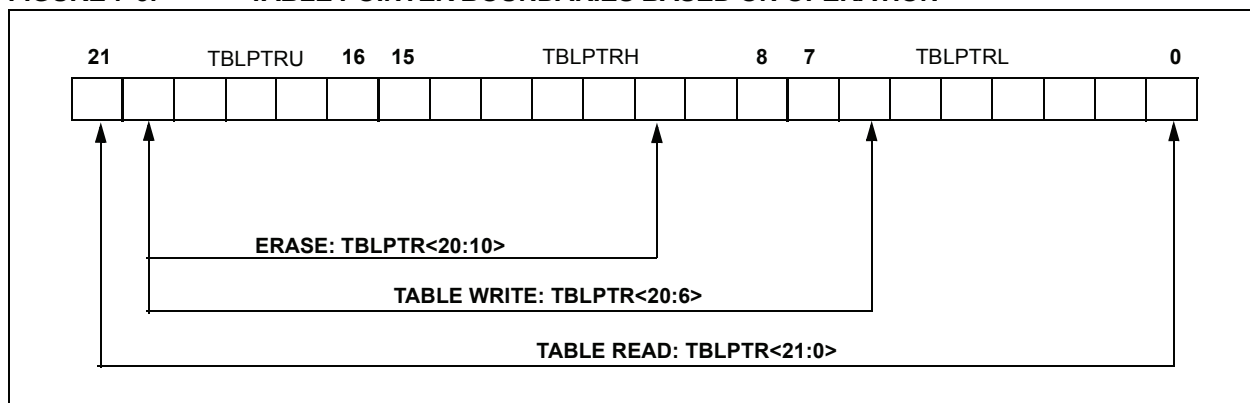 21 TBLPTRU 16 15 TBLPTRH 8 7 TBLPTRL 0
ERASE: TBLPTR<20:10>
TABLE WRITE: TBLPTR<20:6>
TABLE READ: TBLPTR<21:0>